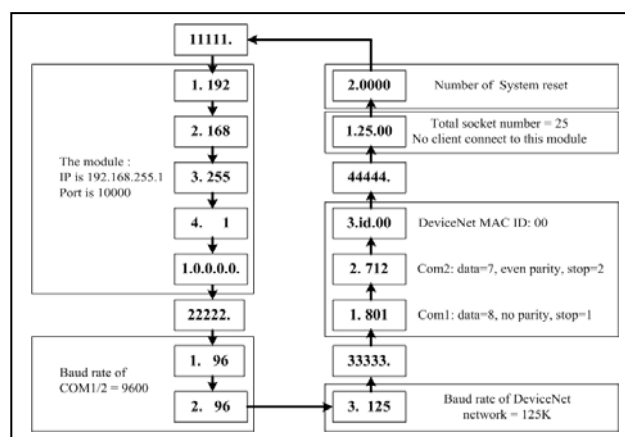 11111.
1. 192
2. 168
The module :
IP is 192.168.255.1
Port is 10000
3. 255
4. 1
1.0.0.0.0.
22222.
Baud rate of
COM1/2 = 9600
1. 96
2. 96
3. 125
Baud rate of DeviceNet
network = 125K
33333.
1. 801
Com1: data=8, no parity, stop=1
2. 712
Com2: data=7, even parity, stop=2
3.id.00
DeviceNet MAC ID: 00
44444.
1.25.00
Total socket number = 25
No client connect to this module
2.0000
Number of System reset